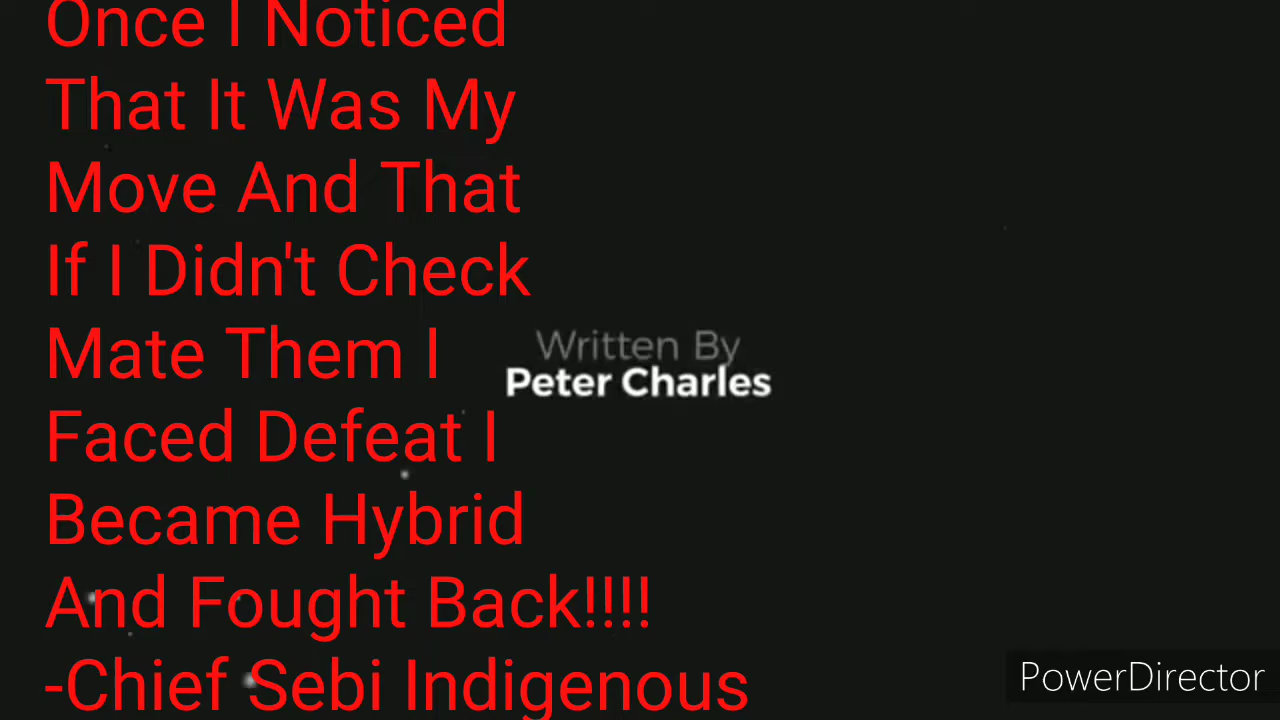 Once I Noticed
That It Was My
Move And That
If I Didn't Check
Mate Them I
Faced Defeat I
Became Hybrid
And Fought Back!!!!
-Chief Sebi Indigenous
Written By
Peter Charles
PowerDirector